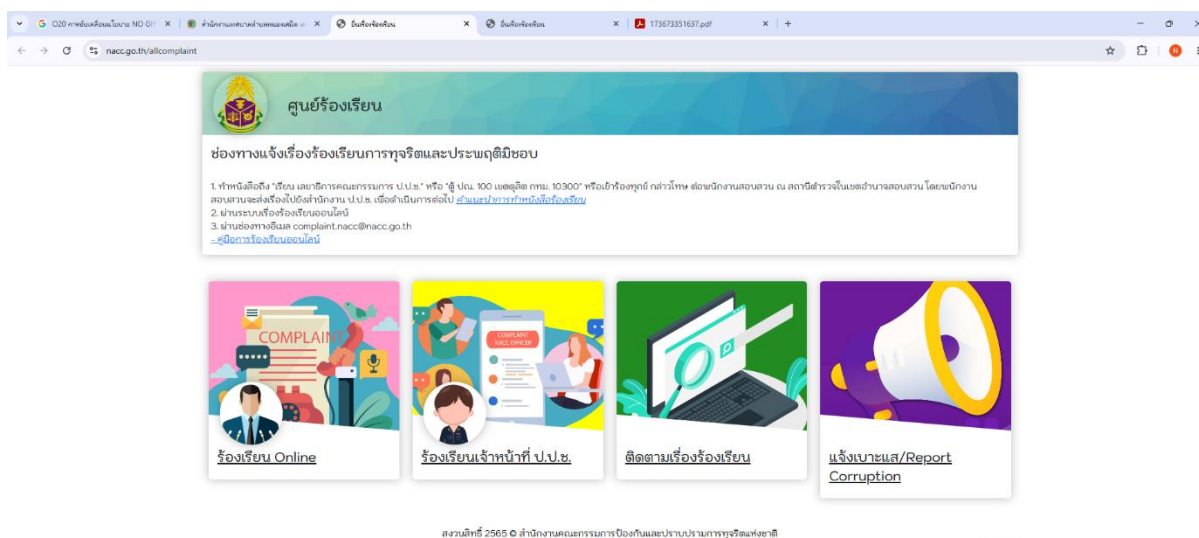 O20 การขับเคลื่อนนโยบาย NO GIF
ยื่นเรื่องร้องเรียน
ยื่นเรื่องร้องเรียน
173673351637.pdf
nacc.go.th/allcomplaint
N
ศูนย์ร้องเรียน
ช่องทางแจ้งเรื่องร้องเรียนการทุจริตและประพฤติมิชอบ
1. ทำหนังสือถึง "เรียน เลขาธิการคณะกรรมการ ป.ป.ช." หรือ "ตู้ ปณ. 100 เขตดุสิต กทม. 10300" หรือเข้าร้องทุกข์ กล่าวโทษ ต่อพนักงานสอบสวน ณ สถานีตำรวจในเขตอำนาจสอบสวน โดยพนักงาน
สอบสวนจะส่งเรื่องไปยังสำนักงาน ป.ป.ช. เพื่อดำเนินการต่อไป คำแนะนำการทำหนังสือร้องเรียน
2. ผ่านระบบเรื่องร้องเรียนออนไลน์
3. ผ่านช่องทางอีเมล complaint.nacc@nacc.go.th
- คู่มือการร้องเรียนออนไลน์
COMPLAINT
COMPLAINT
NACC OFFICER
ร้องเรียน Online
ร้องเรียนเจ้าหน้าที่ ป.ป.ช.
ติดตามเรื่องร้องเรียน
แจ้งเบาะแส/Report
Corruption
สงวนสิทธิ์ 2565 © สำนักงานคณะกรรมการป้องกันและปราบปรามการทุจริตแห่งชาติ